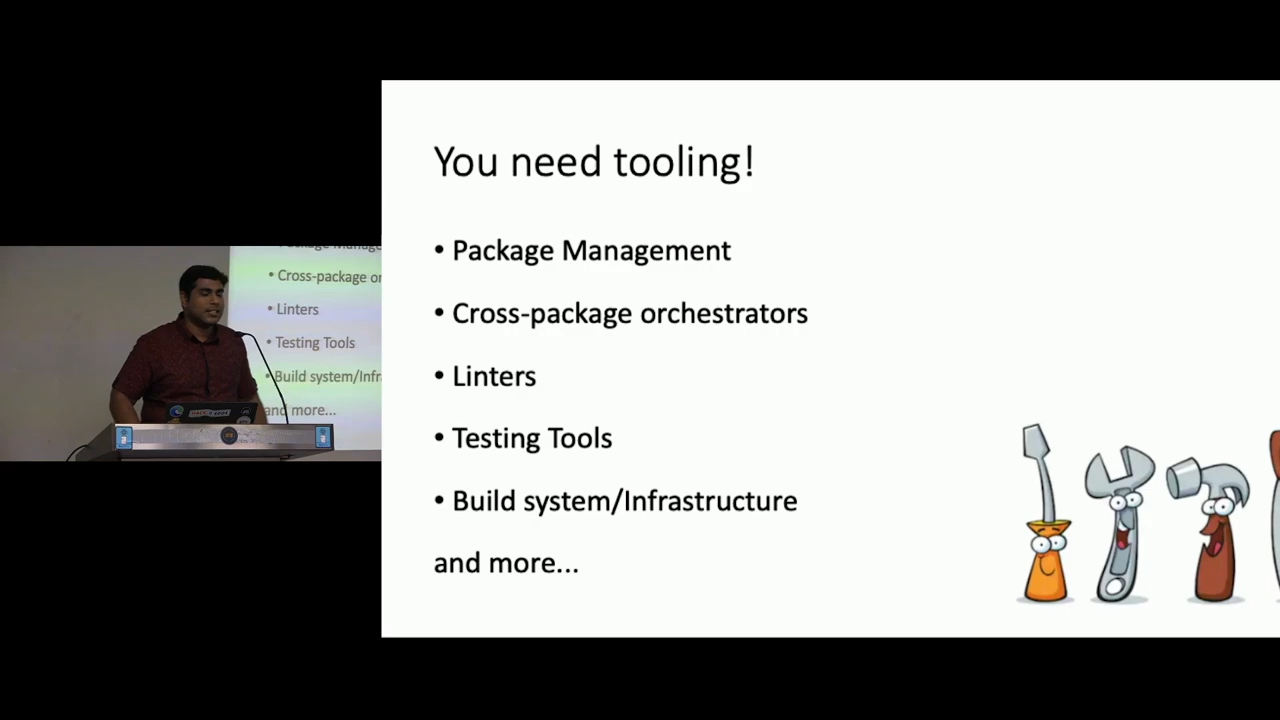 You need tooling!
• Package Management
• Cross-package orchestrators
• Linters
• Testing Tools
• Build system/Infrastructure
and more...
• Cross-package or
• Linters
• Testing Tools
• Build system/Infr
and more...